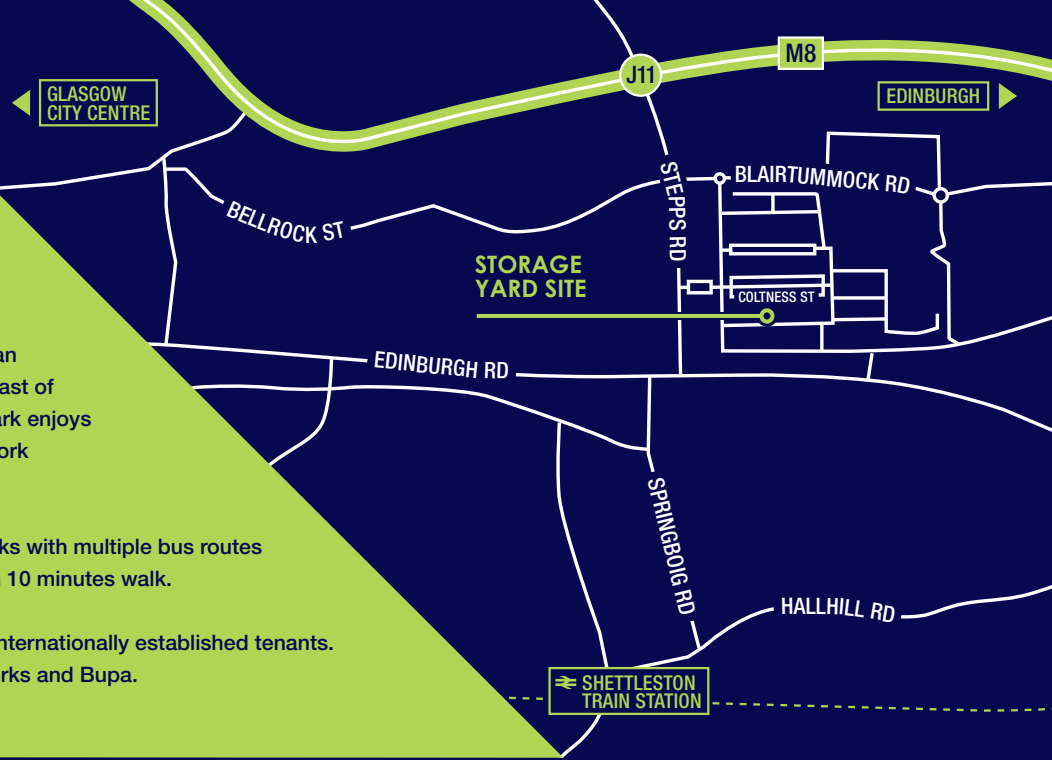 M8
J11
GLASGOW
CITY CENTRE
EDINBURGH
STEPPS RD
BLAIRTUMMOCK RD
BELLROCK ST
STORAGE
YARD SITE
COLTNESS ST
EDINBURGH RD
an
ast of
ark enjoys
ork
ks with multiple bus routes
10 minutes walk.
nternationally established tenants.
rks and Bupa.
SPRINGBOIG RD
HALLHILL RD
SHETTLESTON
TRAIN STATION